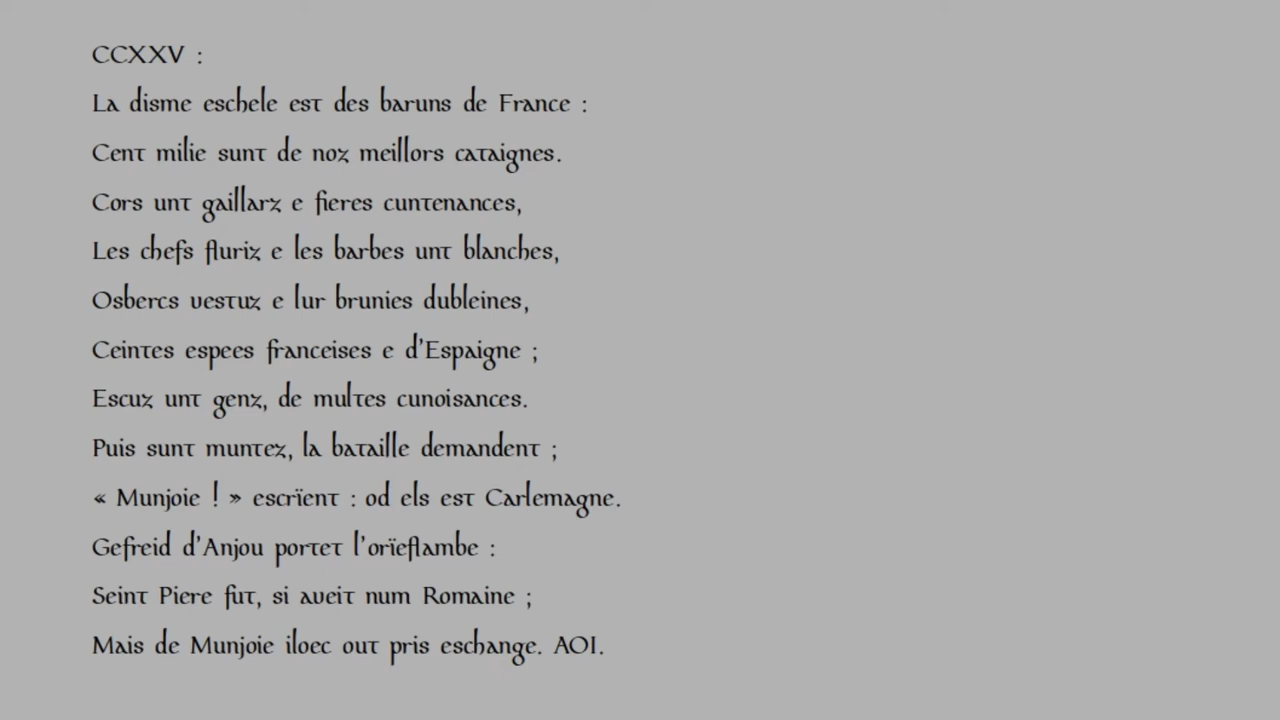 CCXXV :
La disme eschele est des baruns de France :
Cent milie sunt de noz meillors cataignes.
Cors unt gaillarz e fieres cuntenances,
Les chefs fluriz e les barbes unt blanches,
Osbercs vestuz e lur brunies dubleines,
Ceintes espees franceises e d’Espaigne ;
Escuz unt genz, de multes cunoisances.
Puis sunt muntez, la bataille demandent ;
« Munjoie ! » escrïent : od els est Carlemagne.
Gefreid d’Anjou portet l’orïeflambe :
Seint Piere fut, si aveit num Romaine ;
Mais de Munjoie iloec out pris eschange. AOI.